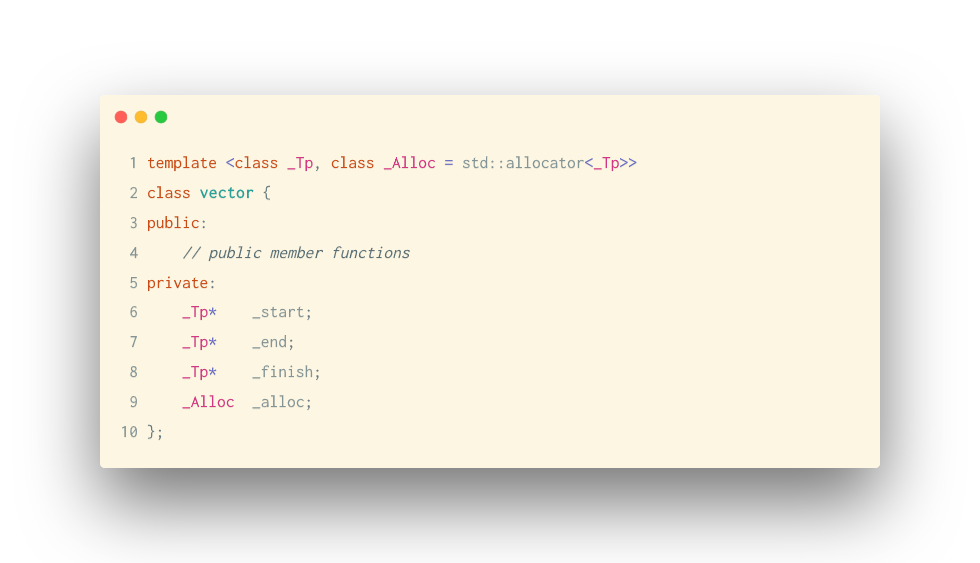 1 template <class _Tp, class _Alloc = std::allocator<_Tp>>
2 class vector {
3 public:
4     // public member functions
5 private:
6     _Tp*    _start;
7     _Tp*    _end;
8     _Tp*    _finish;
9     _Alloc  _alloc;
10 };